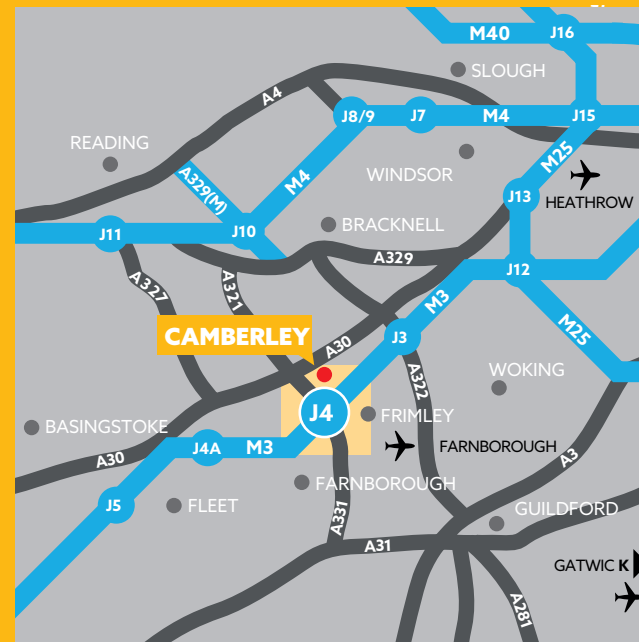 M40
J16
SLOUGH
A4
J8/9
J7
M4
J15
READING
A329(M)
M4
WINDSOR
M25
J13
HEATHROW
J11
J10
BRACKNELL
A329
J12
A327
A321
M3
M25
CAMBERLEY
A30
J3
A322
WOKING
J4
FRIMLEY
BASINGSTOKE
A30
J4A
M3
FARNBOROUGH
A3
FARNBOROUGH
J5
FLEET
A331
GUILDFORD
A31
GATWIC K
A281